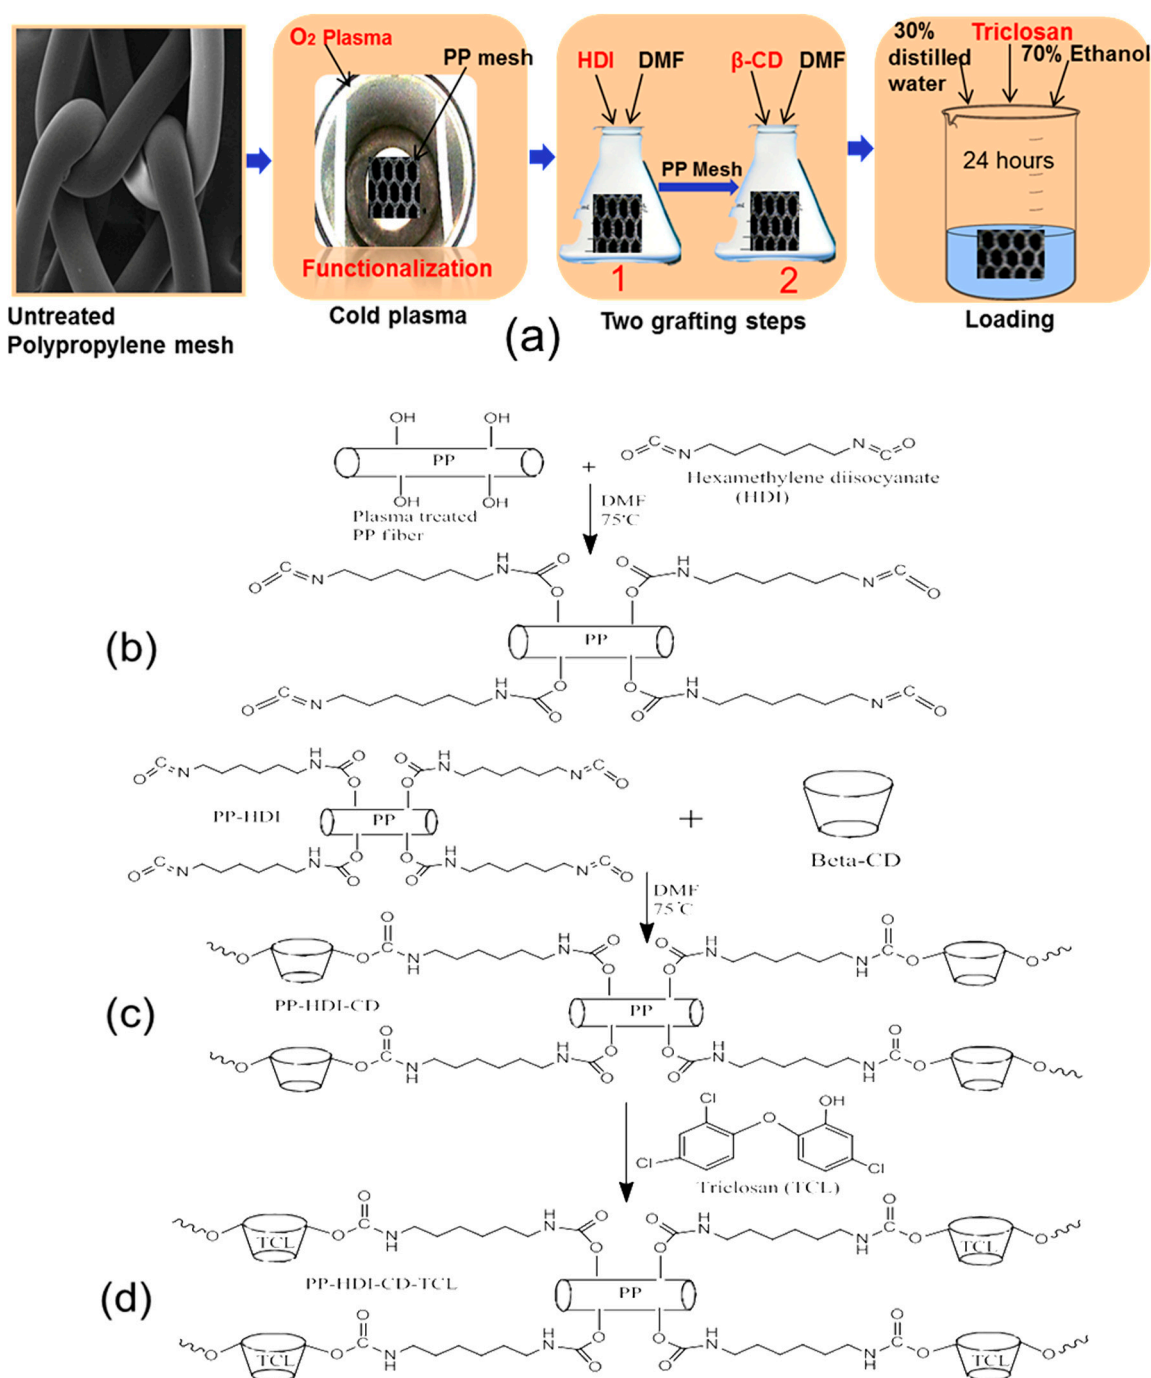 O2 Plasma
PP mesh
Functionalization
HDI
DMF
β-CD
DMF
PP Mesh
1
2
30%
distilled
water
Triclosan
70% Ethanol
24 hours
Untreated
Polypropylene mesh
Cold plasma
Two grafting steps
Loading
(a)
OH
OH
PP
OH
OH
Plasma treated
PP fiber
+
O
C
N
N
C
O
Hexamethylene diisocyanate
(HDI)
DMF
75°C
O
C
N
H
N
O
O
O
H
N
O
N
C
O
PP
(b)
O
C
N
H
N
O
O
O
O
H
N
N
C
O
O
C
N
H
N
O
O
O
O
H
N
N
C
O
PP-HDI
PP
+
Beta-CD
O
C
N
H
N
O
O
O
O
H
N
N
C
O
DMF
75°C
O
O
C
O
N
H
H
N
O
O
O
O
H
N
N
H
O
C
O
O
PP-HDI-CD
PP
(c)
O
O
C
O
N
H
H
N
O
O
O
O
H
N
N
H
O
C
O
O
Cl
O
OH
Cl
Cl
Triclosan (TCL)
O
TCL
O
C
O
N
H
H
N
O
O
O
O
H
N
N
H
O
C
O
TCL
O
PP-HDI-CD-TCL
PP
(d)
O
TCL
O
C
O
N
H
H
N
O
O
O
O
H
N
N
H
O
C
O
TCL
O